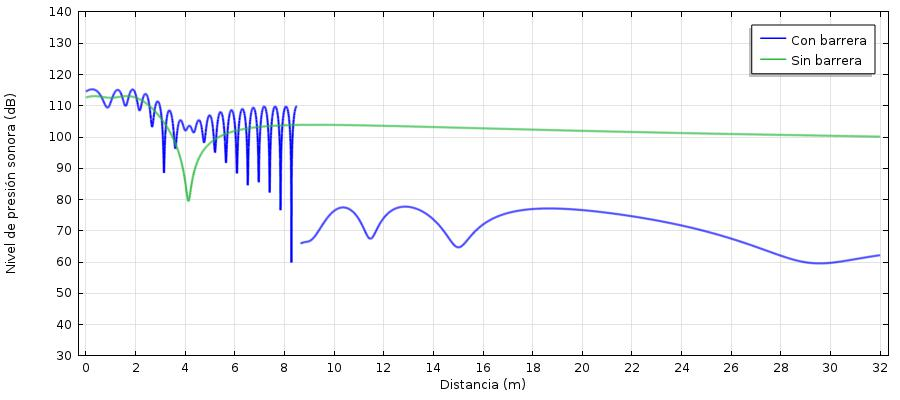 140
130
120
110
100
90
80
70
60
50
40
30
Nivel de presión sonora (dB)
Con barrera
Sin barrera
0 2 4 6 8 10 12 14 16 18 20 22 24 26 28 30 32
Distancia (m)